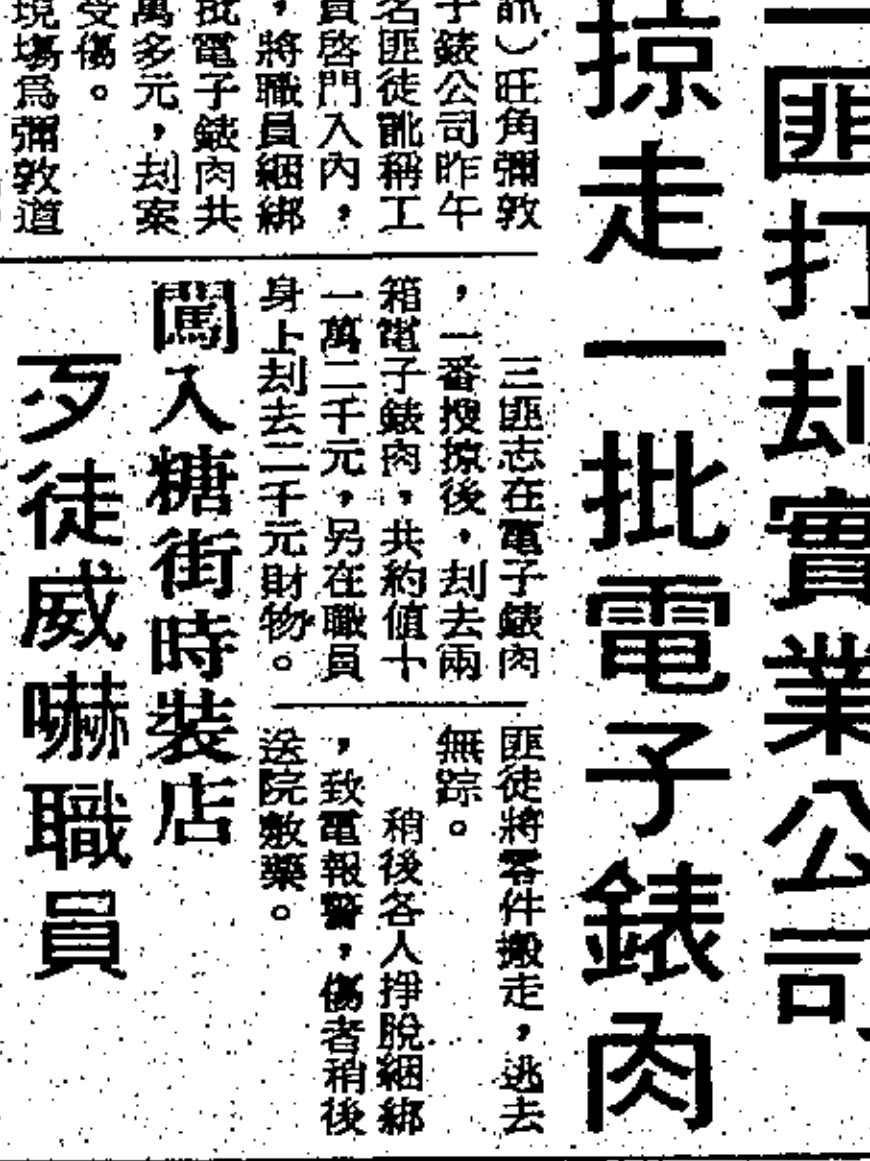 匪打刦實業公司
掠走一批電子錶肉
訊）旺角彌敦
子錶公司昨午
名匪徒訛稱工
員啓門入內，
，將職員綑綁
批電子錶肉共
萬多元，刦案
受傷。
現場爲彌敦道
三匪志在電子錶肉
，一番搜掠後，刦去兩
箱電子錶肉，共約值十
一萬二千元，另在職員
身上刦去二千元財物。
匪徒將零件搬走，逃去
無踪。
稍後各人掙脫綑綁
，致電報警，傷者稍後
送院敷藥。
闖入糖街時裝店
歹徒威嚇職員